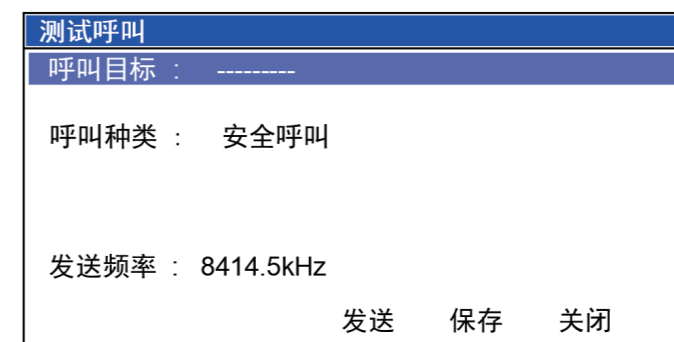 测试呼叫
呼叫目标 : ---------
呼叫种类 : 安全呼叫
发送频率 : 8414.5kHz
发送 保存 关闭